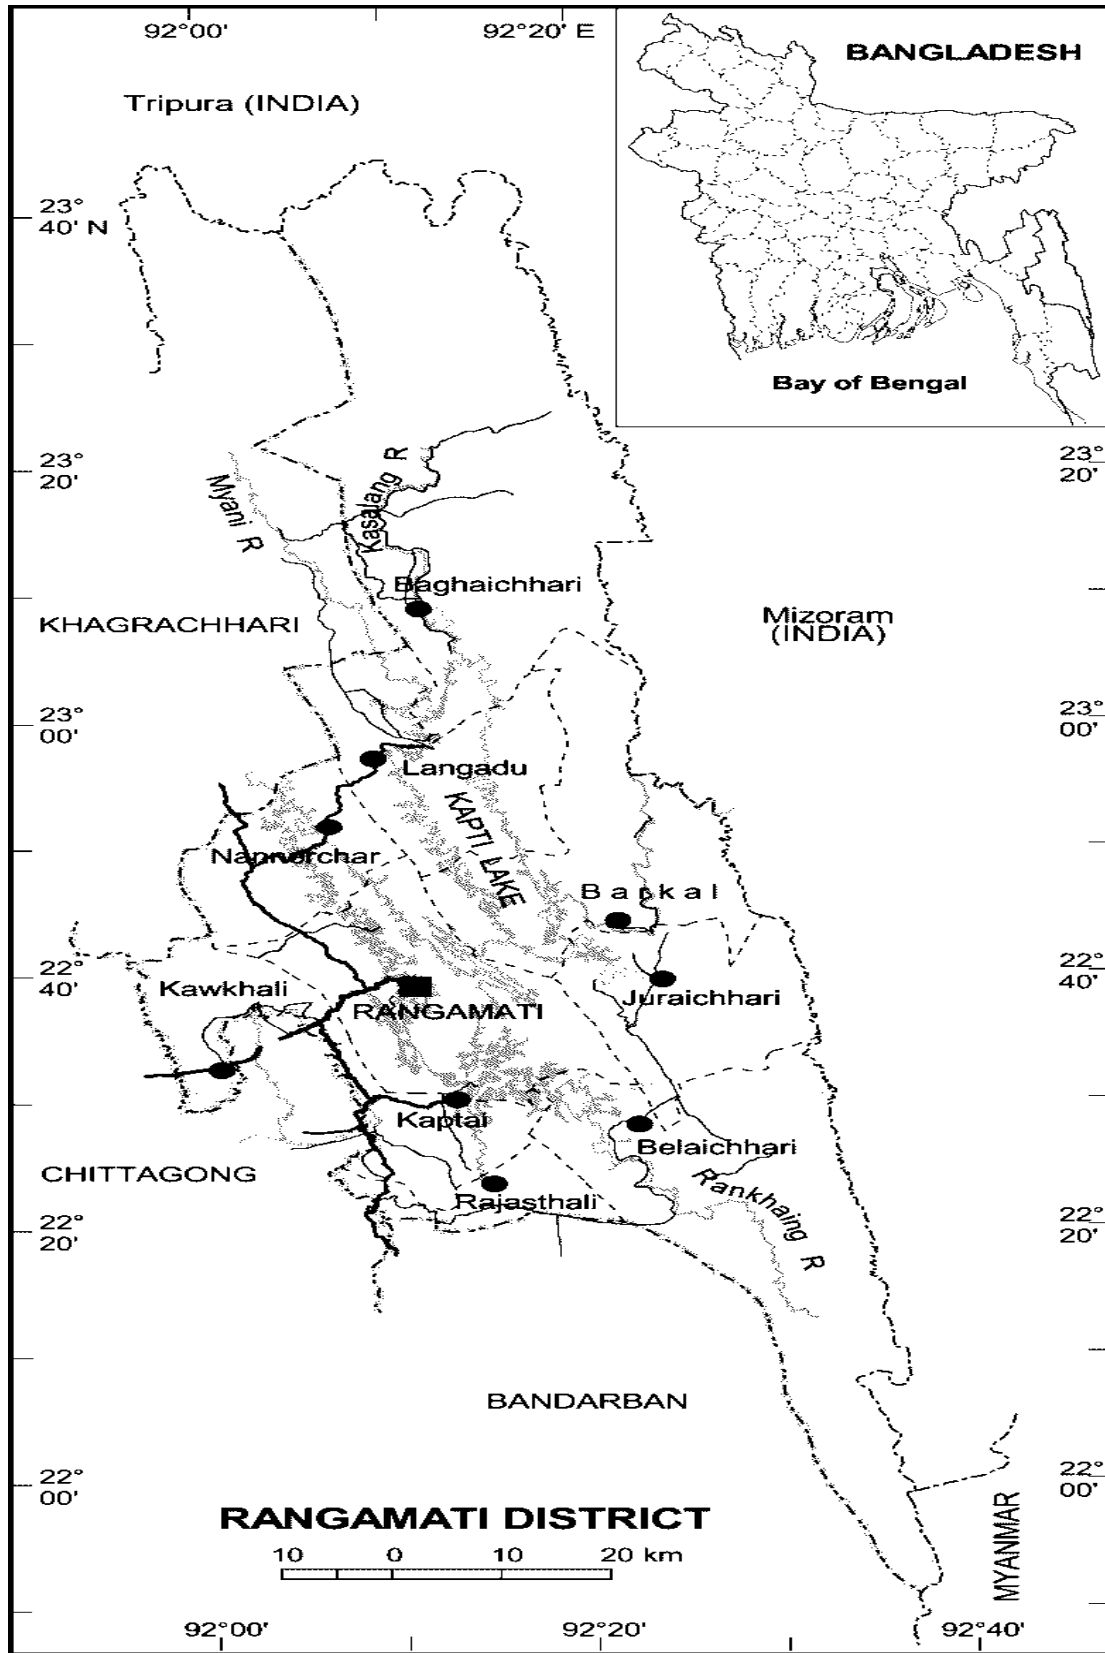 92°00'
92°20' E
BANGLADESH
Tripura (INDIA)
23°
40' N
Bay of Bengal
23°
20'
23°
20'
Myani R
Kasalang R
Baghaichhari
KHAGRACHHARI
Mizoram
(INDIA)
23°
00'
23°
00'
Langadu
KAPTI LAKE
Nannerchar
Barkal
22°
40'
22°
40'
Kawkhali
Juraichhari
RANGAMATI
Kaptai
Belaichhari
CHITTAGONG
Rajasthali
Rankhaing R
22°
20'
22°
20'
BANDARBAN
22°
00'
22°
00'
RANGAMATI DISTRICT
MYANMAR
10 0 10 20 km
92°00'
92°20'
92°40'